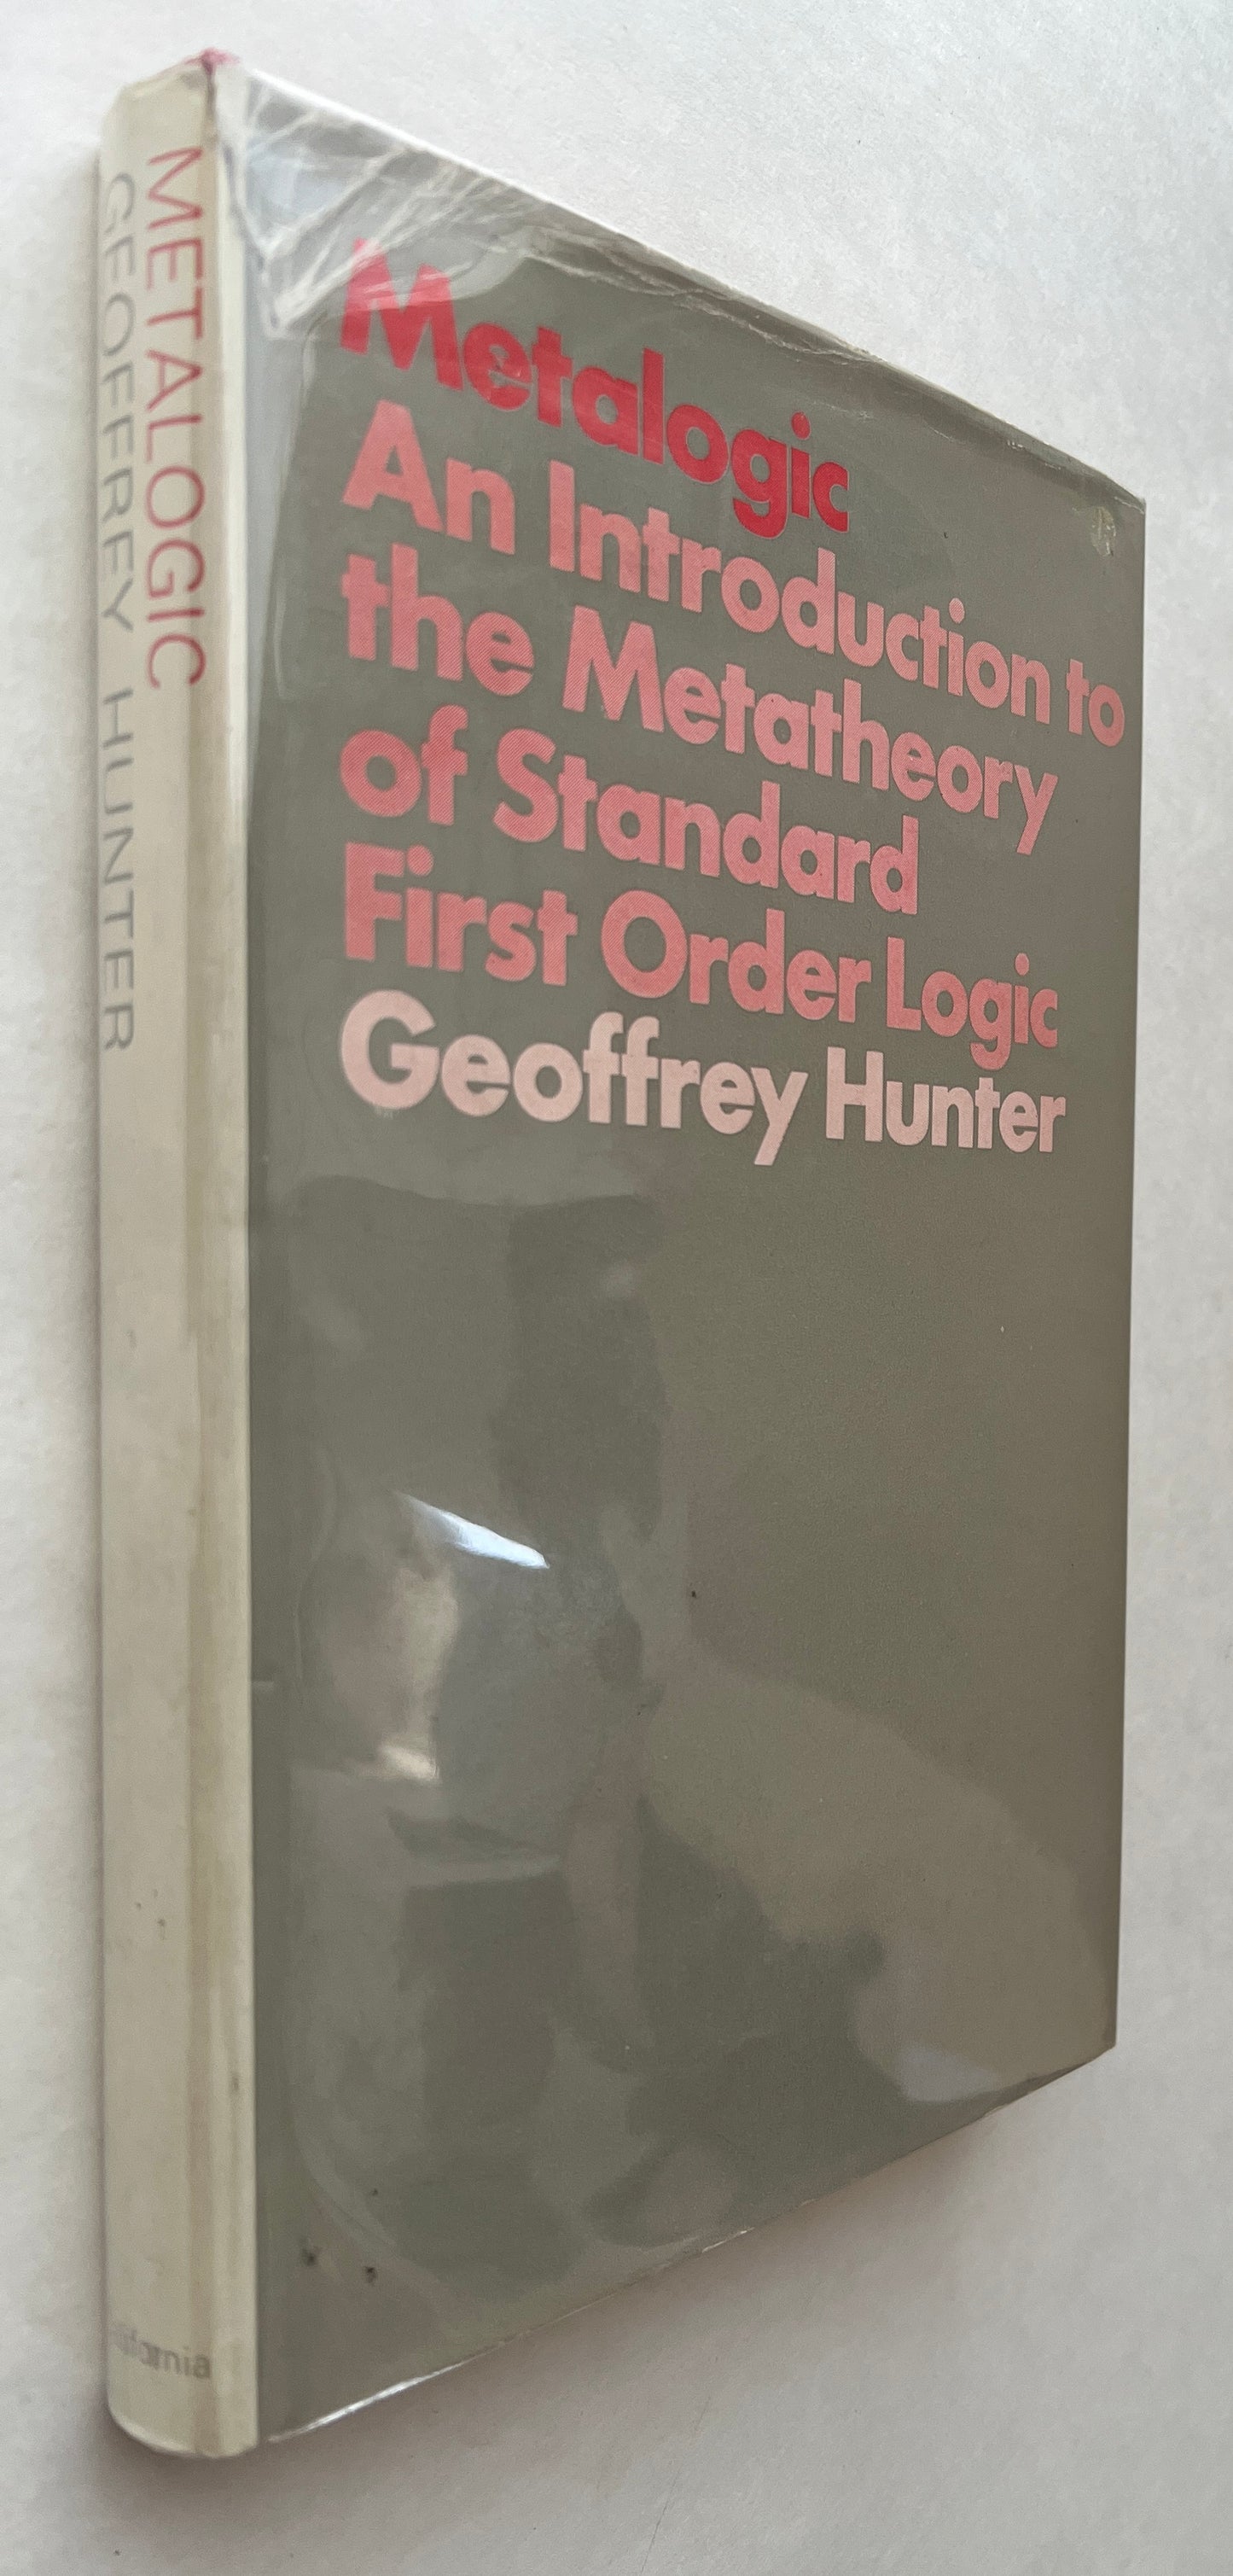 METALOGIC
GEOFFREY HUNTER
Metalogic
An Introduction to
the Metatheory
of Standard
First Order Logic
Geoffrey Hunter